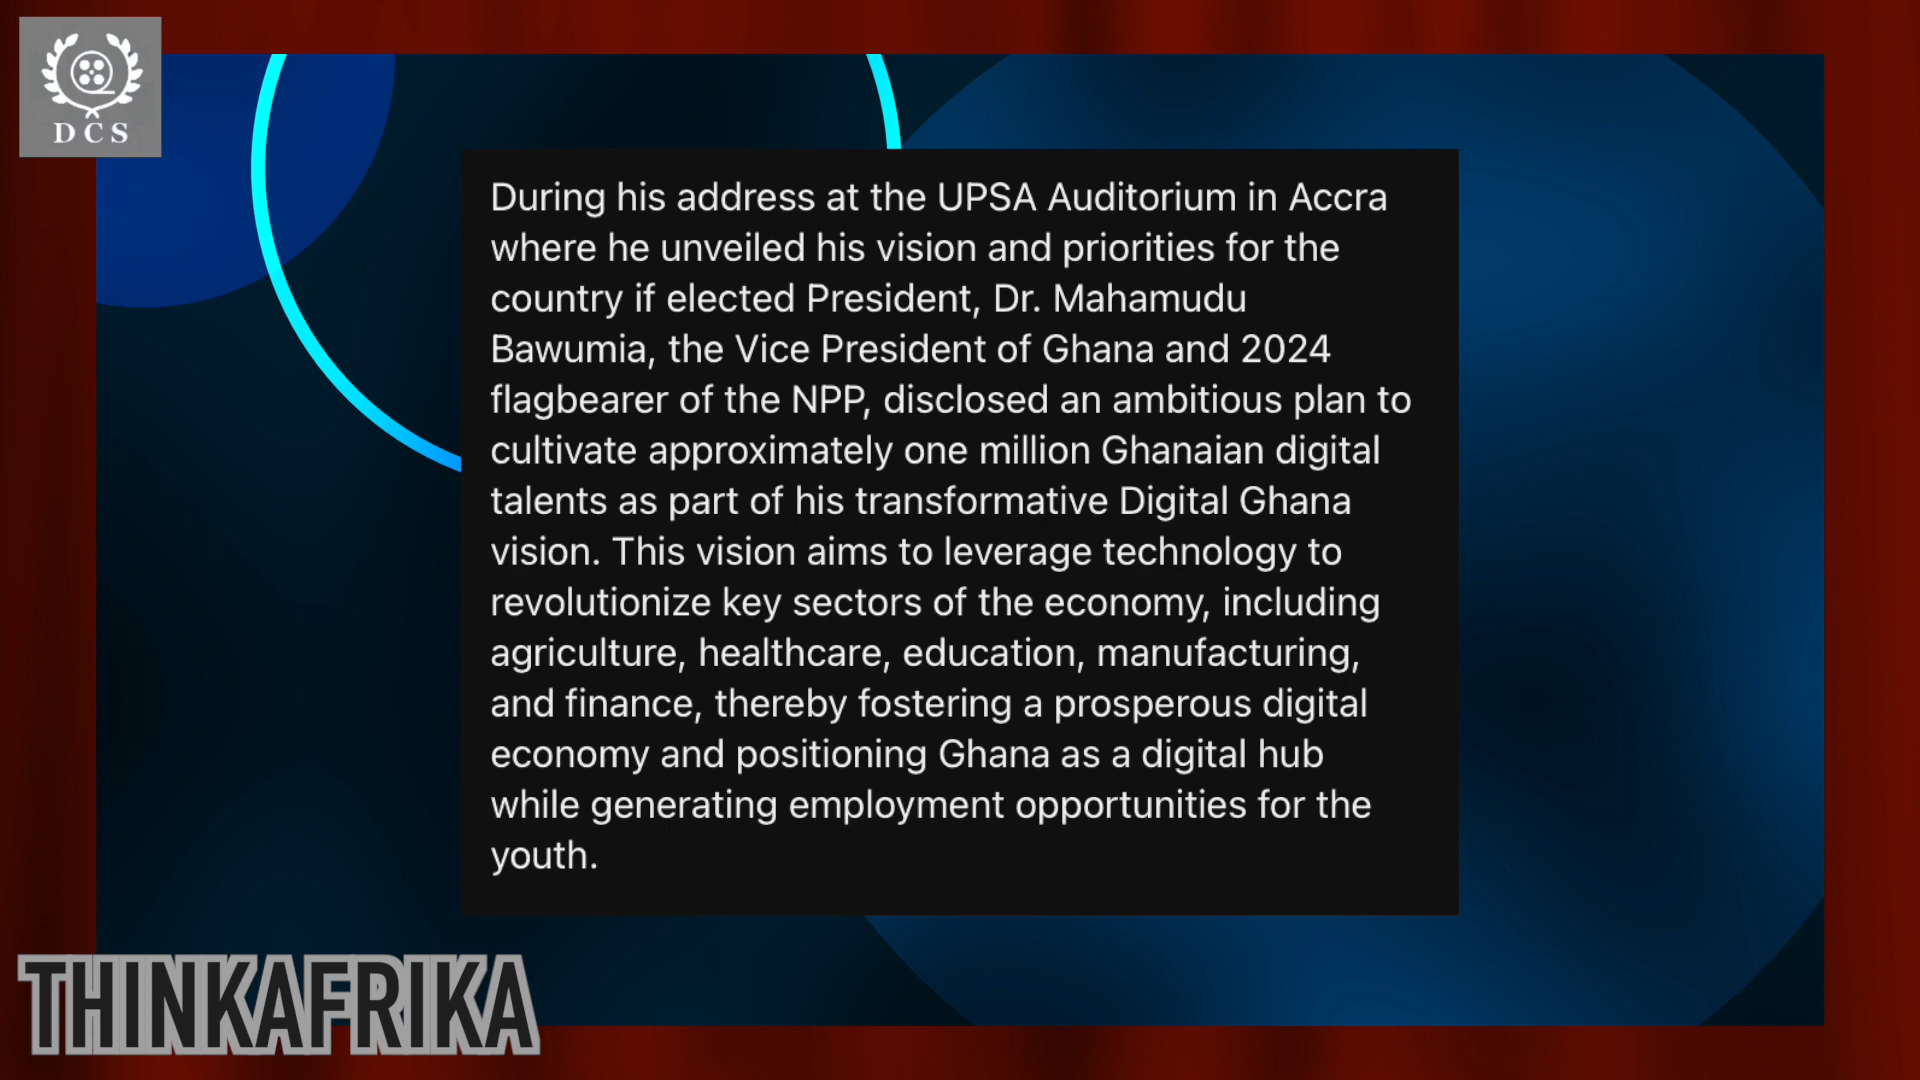 DCS
During his address at the UPSA Auditorium in Accra
where he unveiled his vision and priorities for the
country if elected President, Dr. Mahamudu
Bawumia, the Vice President of Ghana and 2024
flagbearer of the NPP, disclosed an ambitious plan to
cultivate approximately one million Ghanaian digital
talents as part of his transformative Digital Ghana
vision. This vision aims to leverage technology to
revolutionize key sectors of the economy, including
agriculture, healthcare, education, manufacturing,
and finance, thereby fostering a prosperous digital
economy and positioning Ghana as a digital hub
while generating employment opportunities for the
youth.
THINKAFRIKA